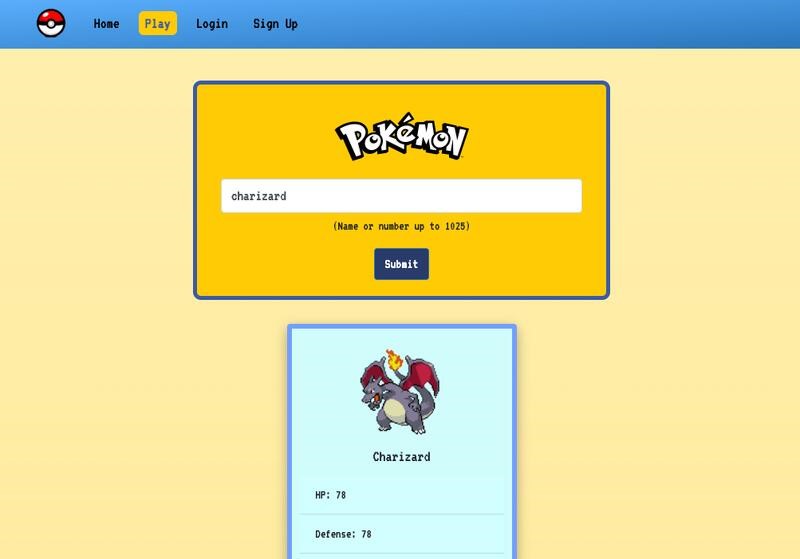 Home Play Login Sign Up
POKéMON
charizard
(Name or number up to 1025)
Submit
Charizard
HP: 78
Defense: 78